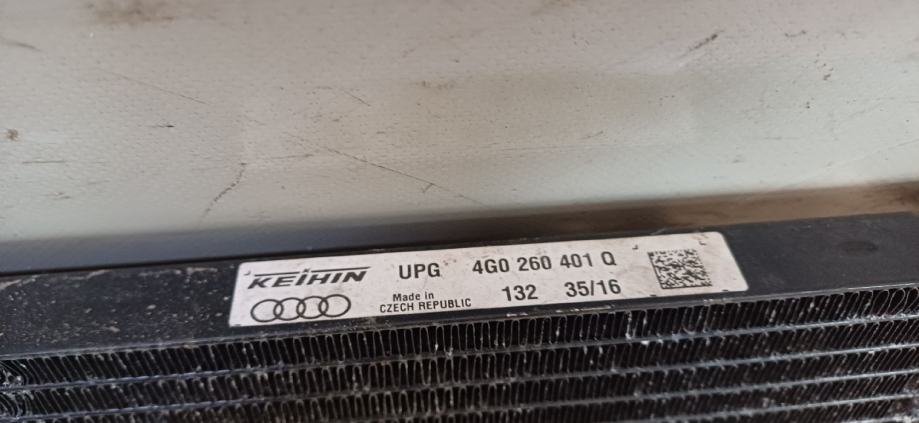 KEIHIN UPG 4G0 260 401 Q
Made in
CZECH REPUBLIC 132 35/16